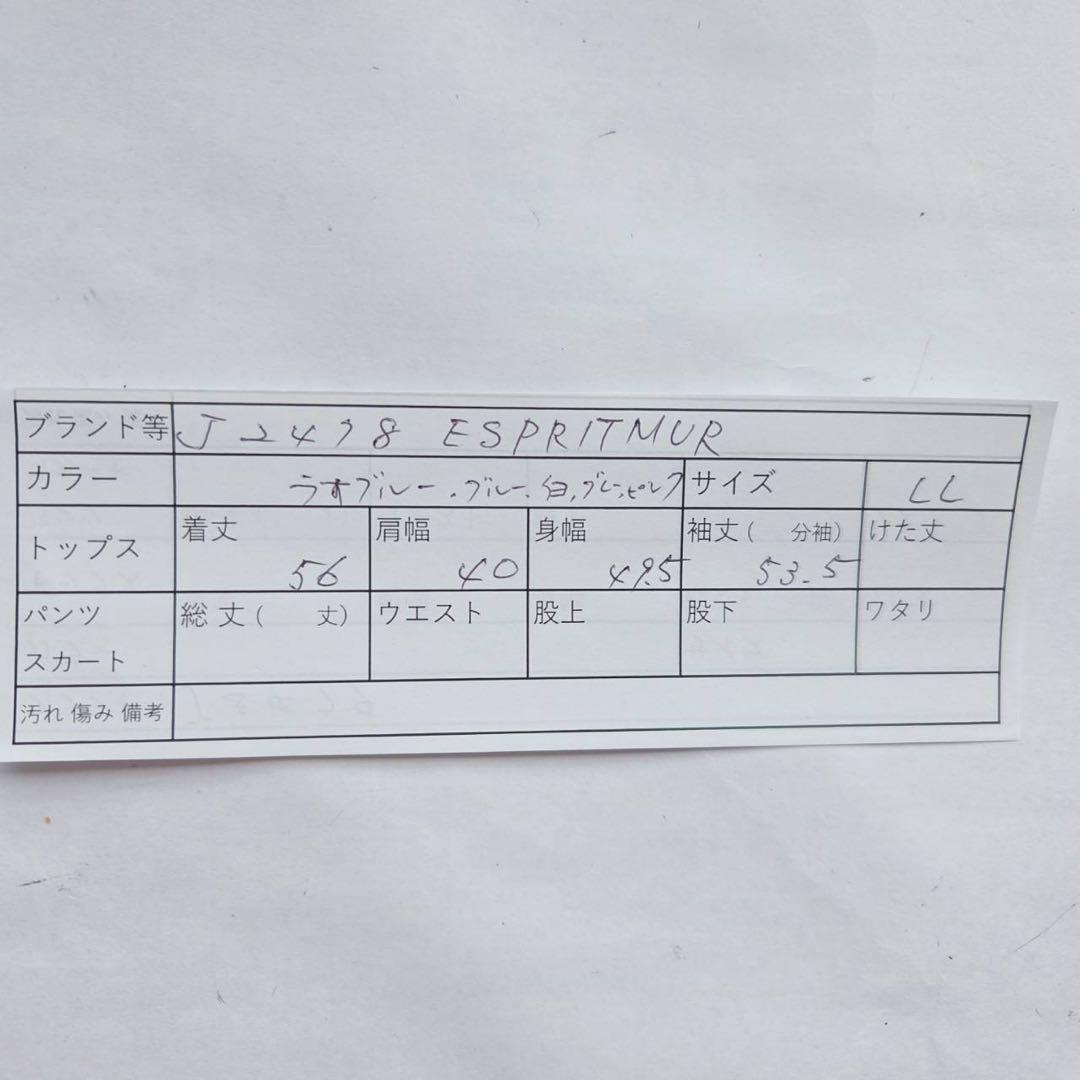 ブランド等 J2478 ESPRITMUR
カラー うすブルー、ブルー、白、グレー、ピンク サイズ LL
トップス 着丈 56 肩幅 40 身幅 49.5 袖丈( 分袖) 53.5 けた丈
パンツ スカート 総丈( 丈) ウエスト 股上 股下 ワタリ
汚れ 傷み 備考